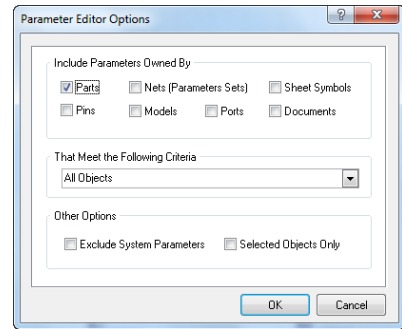 Parameter Editor Options
Include Parameters Owned By
Parts Nets (Parameters Sets) Sheet Symbols
Pins Models Ports Documents
That Meet the Following Criteria
All Objects
Other Options
Exclude System Parameters Selected Objects Only
OK Cancel